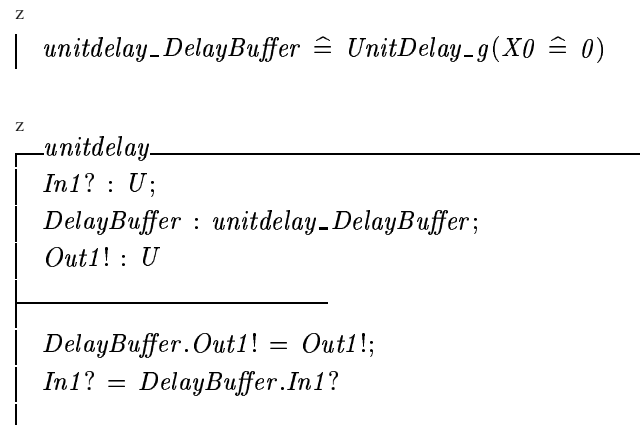 z
unitdelay_DelayBuffer ≙ UnitDelay_g(X0 ≙ 0)
z
unitdelay
In1? : U;
DelayBuffer : unitdelay_DelayBuffer;
Out1! : U
DelayBuffer.Out1! = Out1!;
In1? = DelayBuffer.In1?